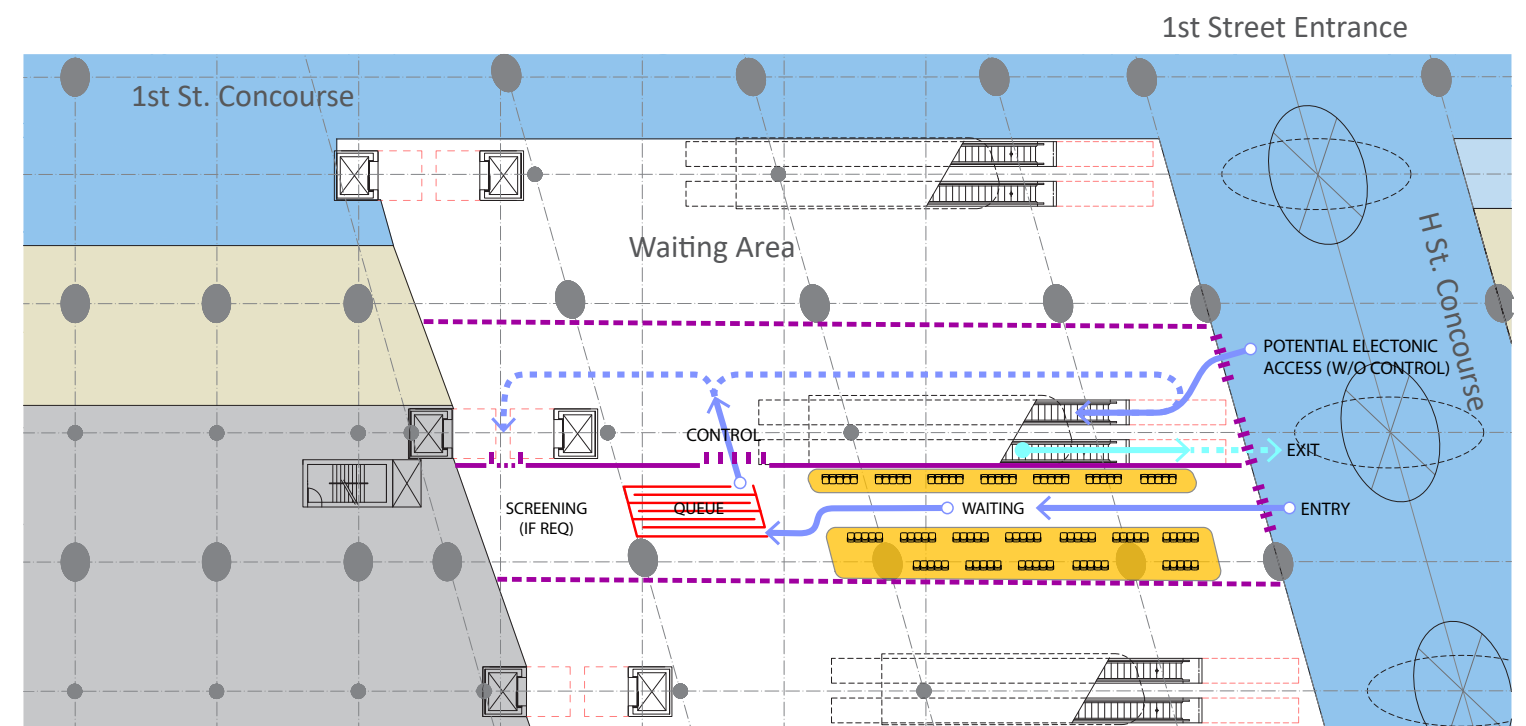 1st Street Entrance
1st St. Concourse
Waiting Area
H St. Concourse
POTENTIAL ELECTONIC
ACCESS (W/O CONTROL)
CONTROL
EXIT
SCREENING
(IF REQ)
QUEUE
WAITING
ENTRY